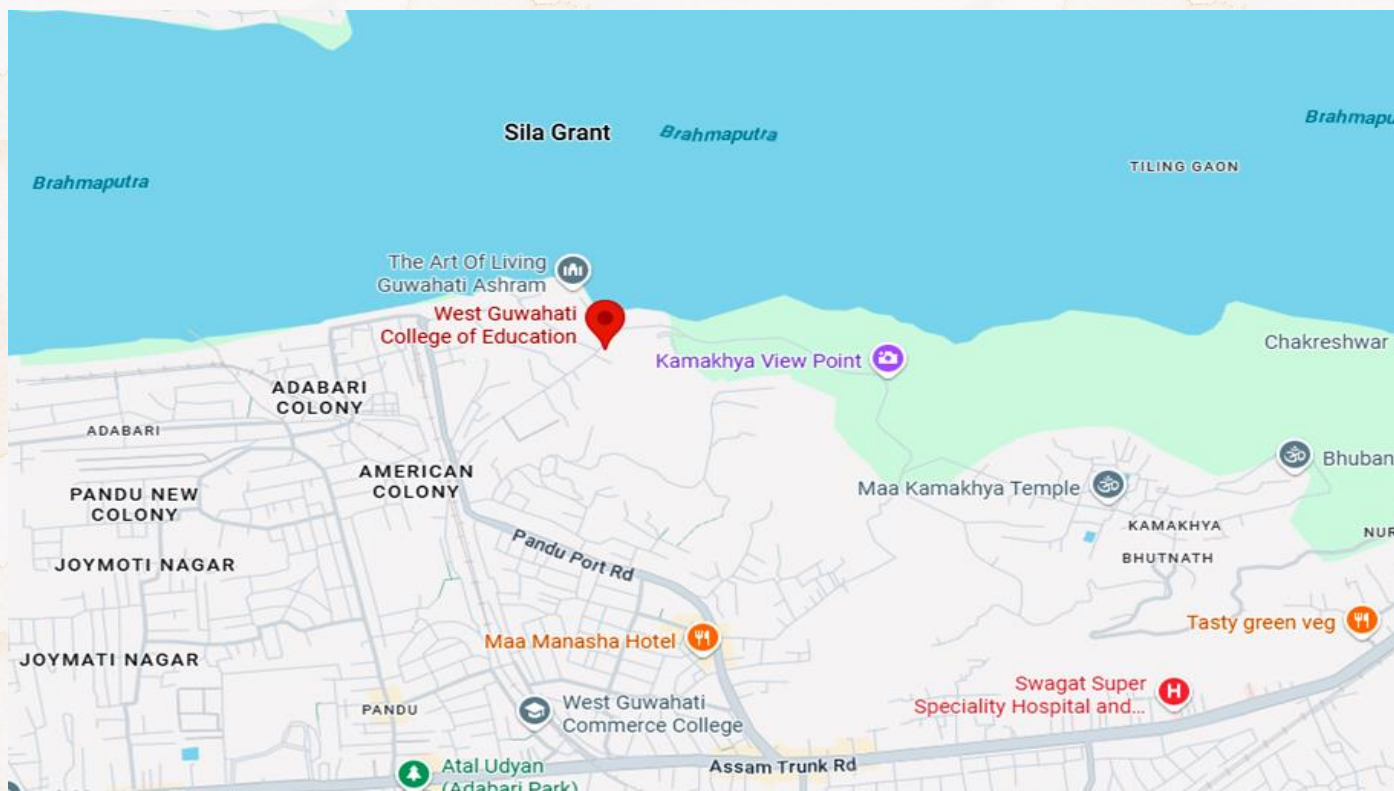 Sila Grant
Brahmaputra
Brahmapu
TILING GAON
Brahmaputra
The Art Of Living
Guwahati Ashram
West Guwahati
College of Education
Kamakhya View Point
Chakreshwar
ADABARI
COLONY
ADABARI
AMERICAN
COLONY
Bhuban
PANDU NEW
COLONY
Maa Kamakhya Temple
KAMAKHYA
NUR
BHUTNATH
JOYMOTI NAGAR
Pandu Port Rd
Tasty green veg
Maa Manasha Hotel
JOYMATI NAGAR
Swagat Super
Speciality Hospital and...
PANDU
West Guwahati
Commerce College
Assam Trunk Rd
Atal Udyan
(Adabari Park)